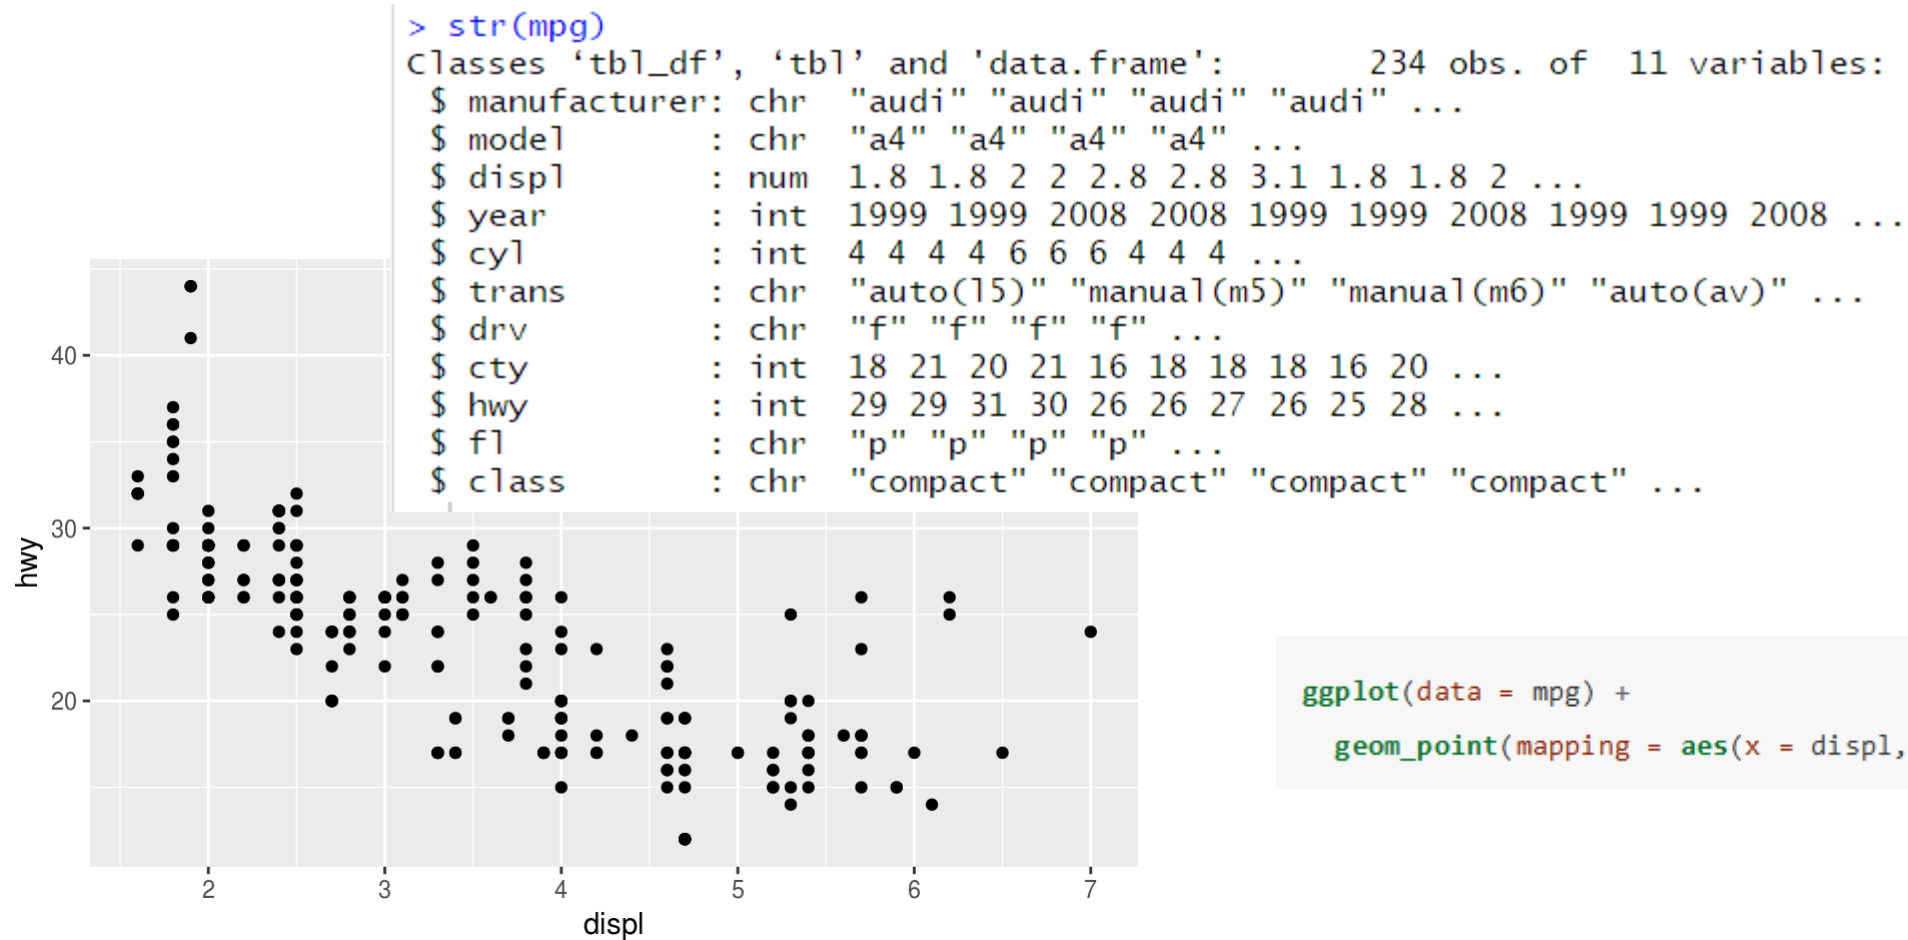 > str(mpg)
Classes ‘tbl_df’, ‘tbl’ and 'data.frame': 234 obs. of 11 variables:
$ manufacturer: chr "audi" "audi" "audi" "audi" ...
$ model : chr "a4" "a4" "a4" "a4" ...
$ displ : num 1.8 1.8 2 2 2.8 2.8 3.1 1.8 1.8 2 ...
$ year : int 1999 1999 2008 2008 1999 1999 2008 1999 1999 2008 ...
$ cyl : int 4 4 4 4 6 6 6 4 4 4 ...
$ trans : chr "auto(l5)" "manual(m5)" "manual(m6)" "auto(av)" ...
$ drv : chr "f" "f" "f" "f" ...
$ cty : int 18 21 20 21 16 18 18 18 16 20 ...
$ hwy : int 29 29 31 30 26 26 27 26 25 28 ...
$ fl : chr "p" "p" "p" "p" ...
$ class : chr "compact" "compact" "compact" "compact" ...
40
30
20
hwy
2 3 4 5 6 7
displ
ggplot(data = mpg) +
geom_point(mapping = aes(x = displ,